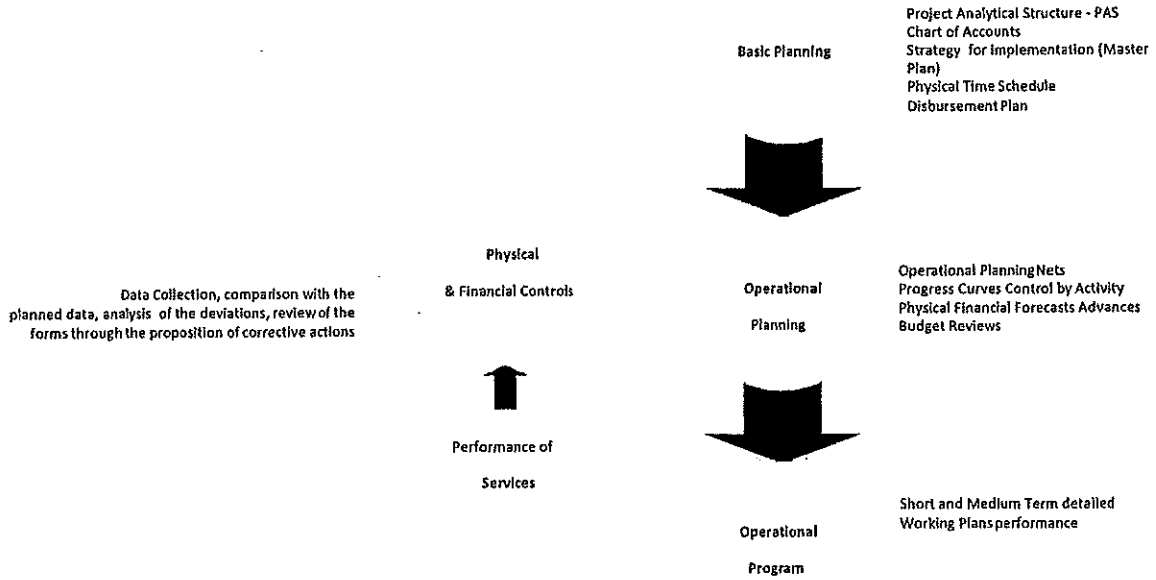 Project Analytical Structure - PAS
Chart of Accounts
Basic Planning
Strategy for Implementation (Master
Plan)
Physical Time Schedule
Disbursement Plan
Physical
& Financial Controls
Data Collection, comparison with the
planned data, analysis of the deviations, review of the
forms through the proposition of corrective actions
Operational
Planning
Operational Planning Nets
Progress Curves Control by Activity
Physical Financial Forecasts Advances
Budget Reviews
Performance of
Services
Operational
Program
Short and Medium Term detailed
Working Plans performance